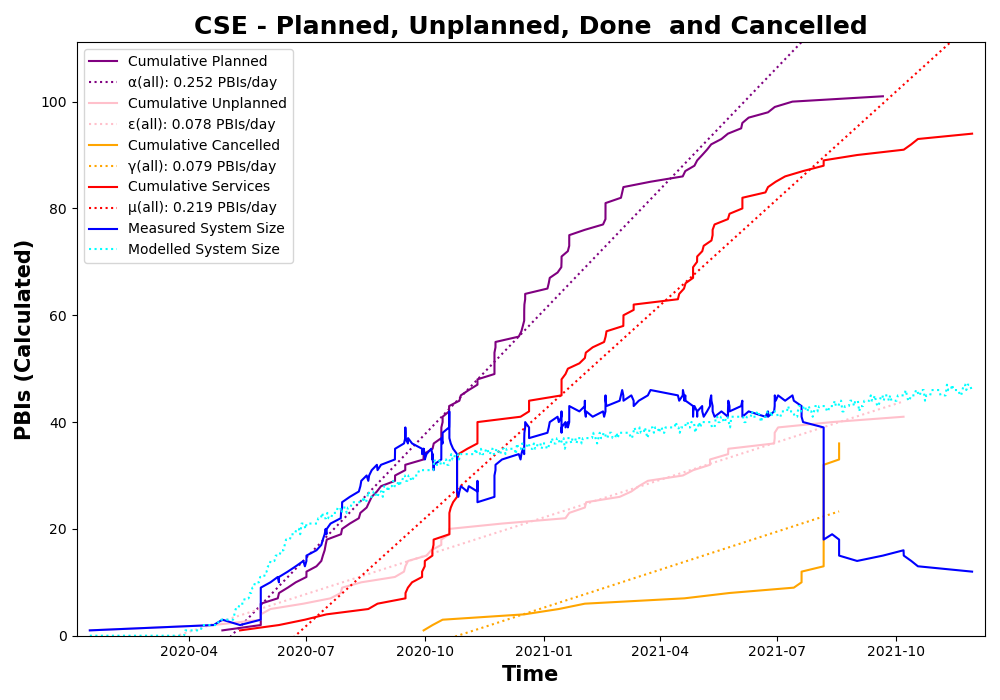 CSE - Planned, Unplanned, Done  and Cancelled
Cumulative Planned
α(all): 0.252 PBIs/day
Cumulative Unplanned
ε(all): 0.078 PBIs/day
Cumulative Cancelled
γ(all): 0.079 PBIs/day
Cumulative Services
μ(all): 0.219 PBIs/day
Measured System Size
Modelled System Size
PBIs (Calculated)
100
80
60
40
20
0
2020-04 2020-07 2020-10 2021-01 2021-04 2021-07 2021-10
Time